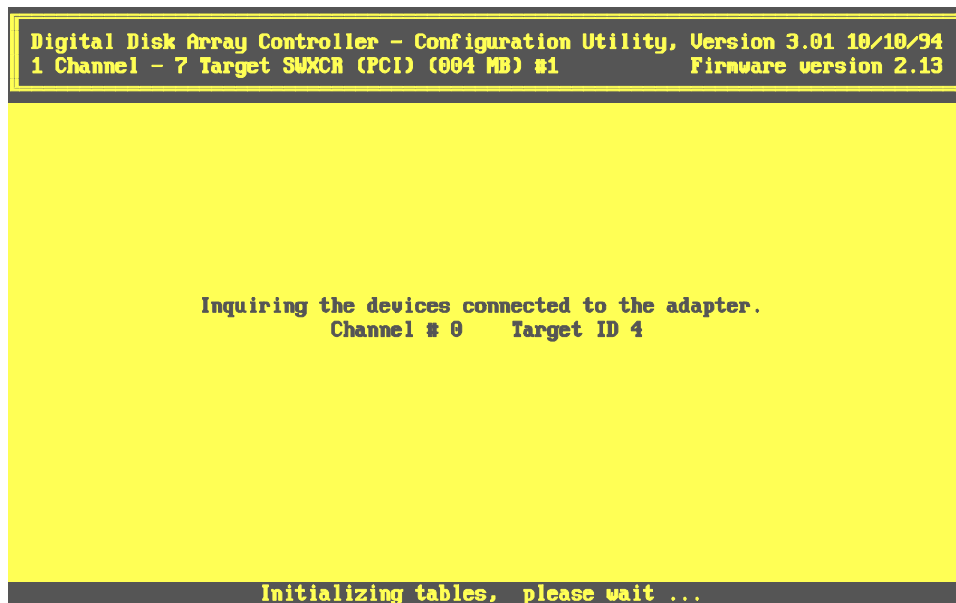 Digital Disk Array Controller - Configuration Utility, Version 3.01 10/10/94
1 Channel - 7 Target SWXCR (PCI) (004 MB) #1 Firmware version 2.13
Inquiring the devices connected to the adapter.
Channel # 0 Target ID 4
Initializing tables, please wait ...